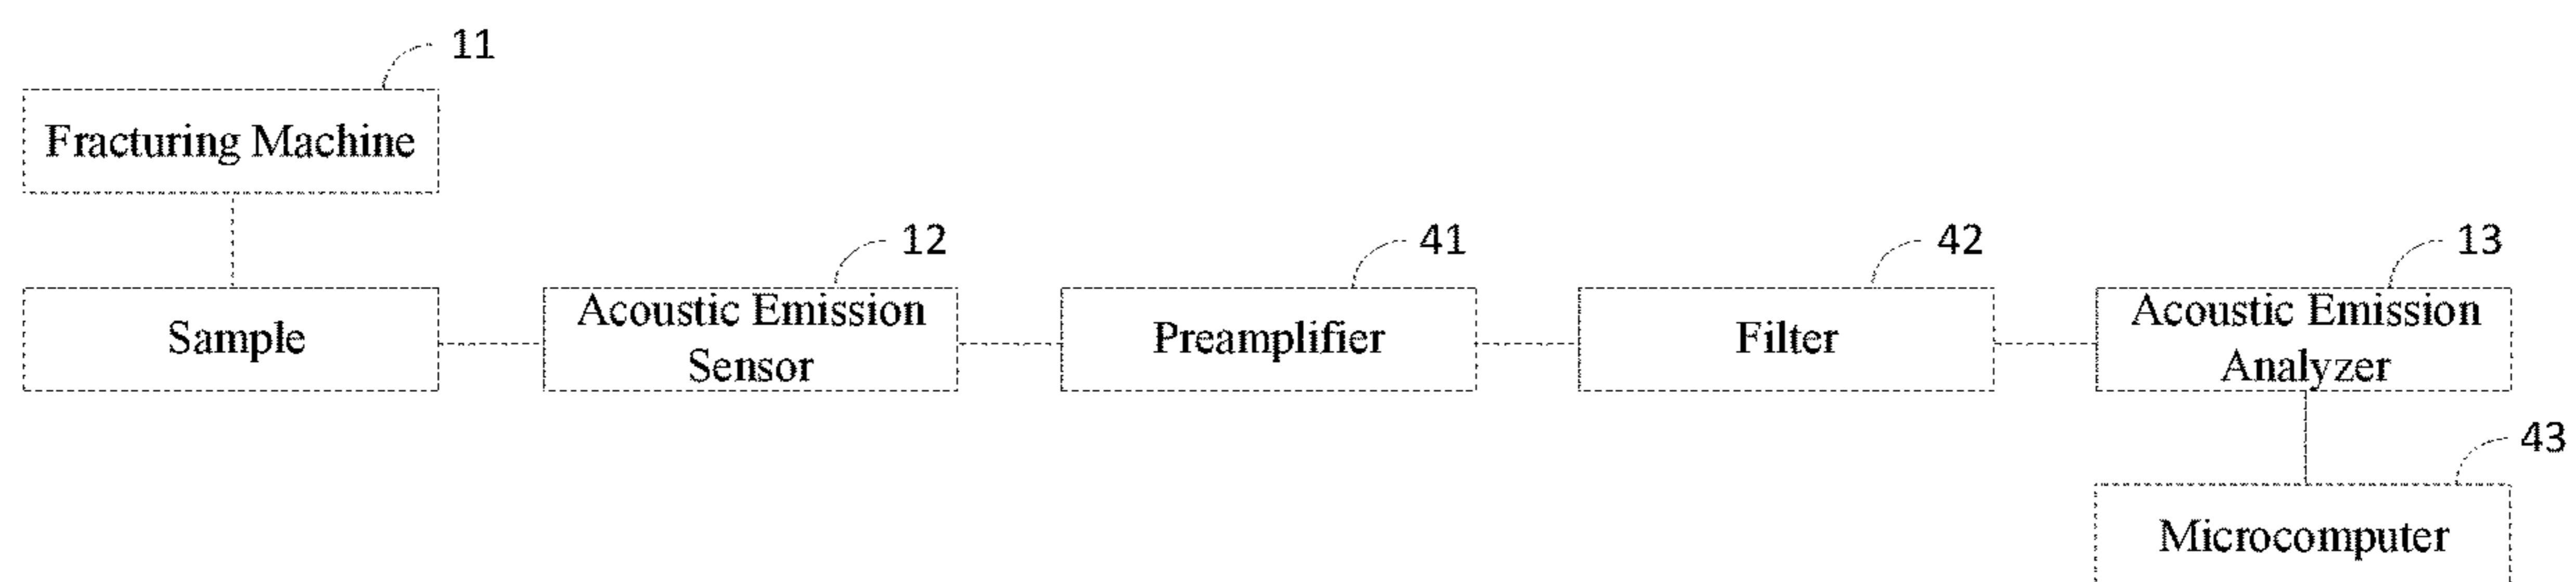 11
Fracturing Machine
12
41
42
13
Sample
Acoustic Emission
Sensor
Preamplifier
Filter
Acoustic Emission
Analyzer
43
Microcomputer